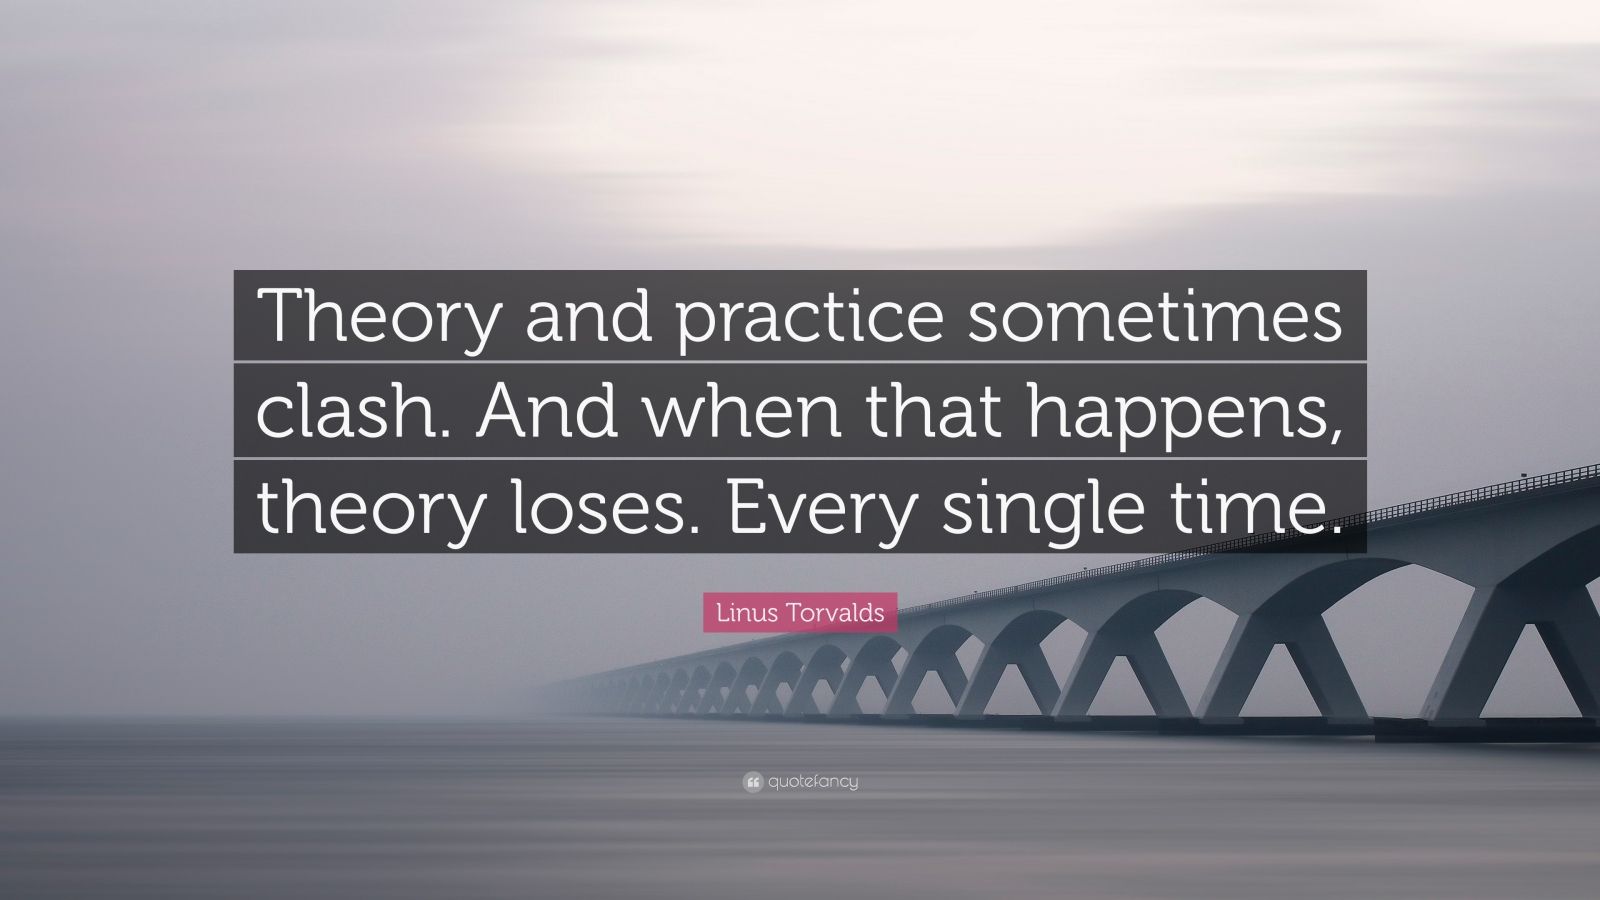 Theory and practice sometimes
clash. And when that happens,
theory loses. Every single time.
Linus Torvalds
quotefancy